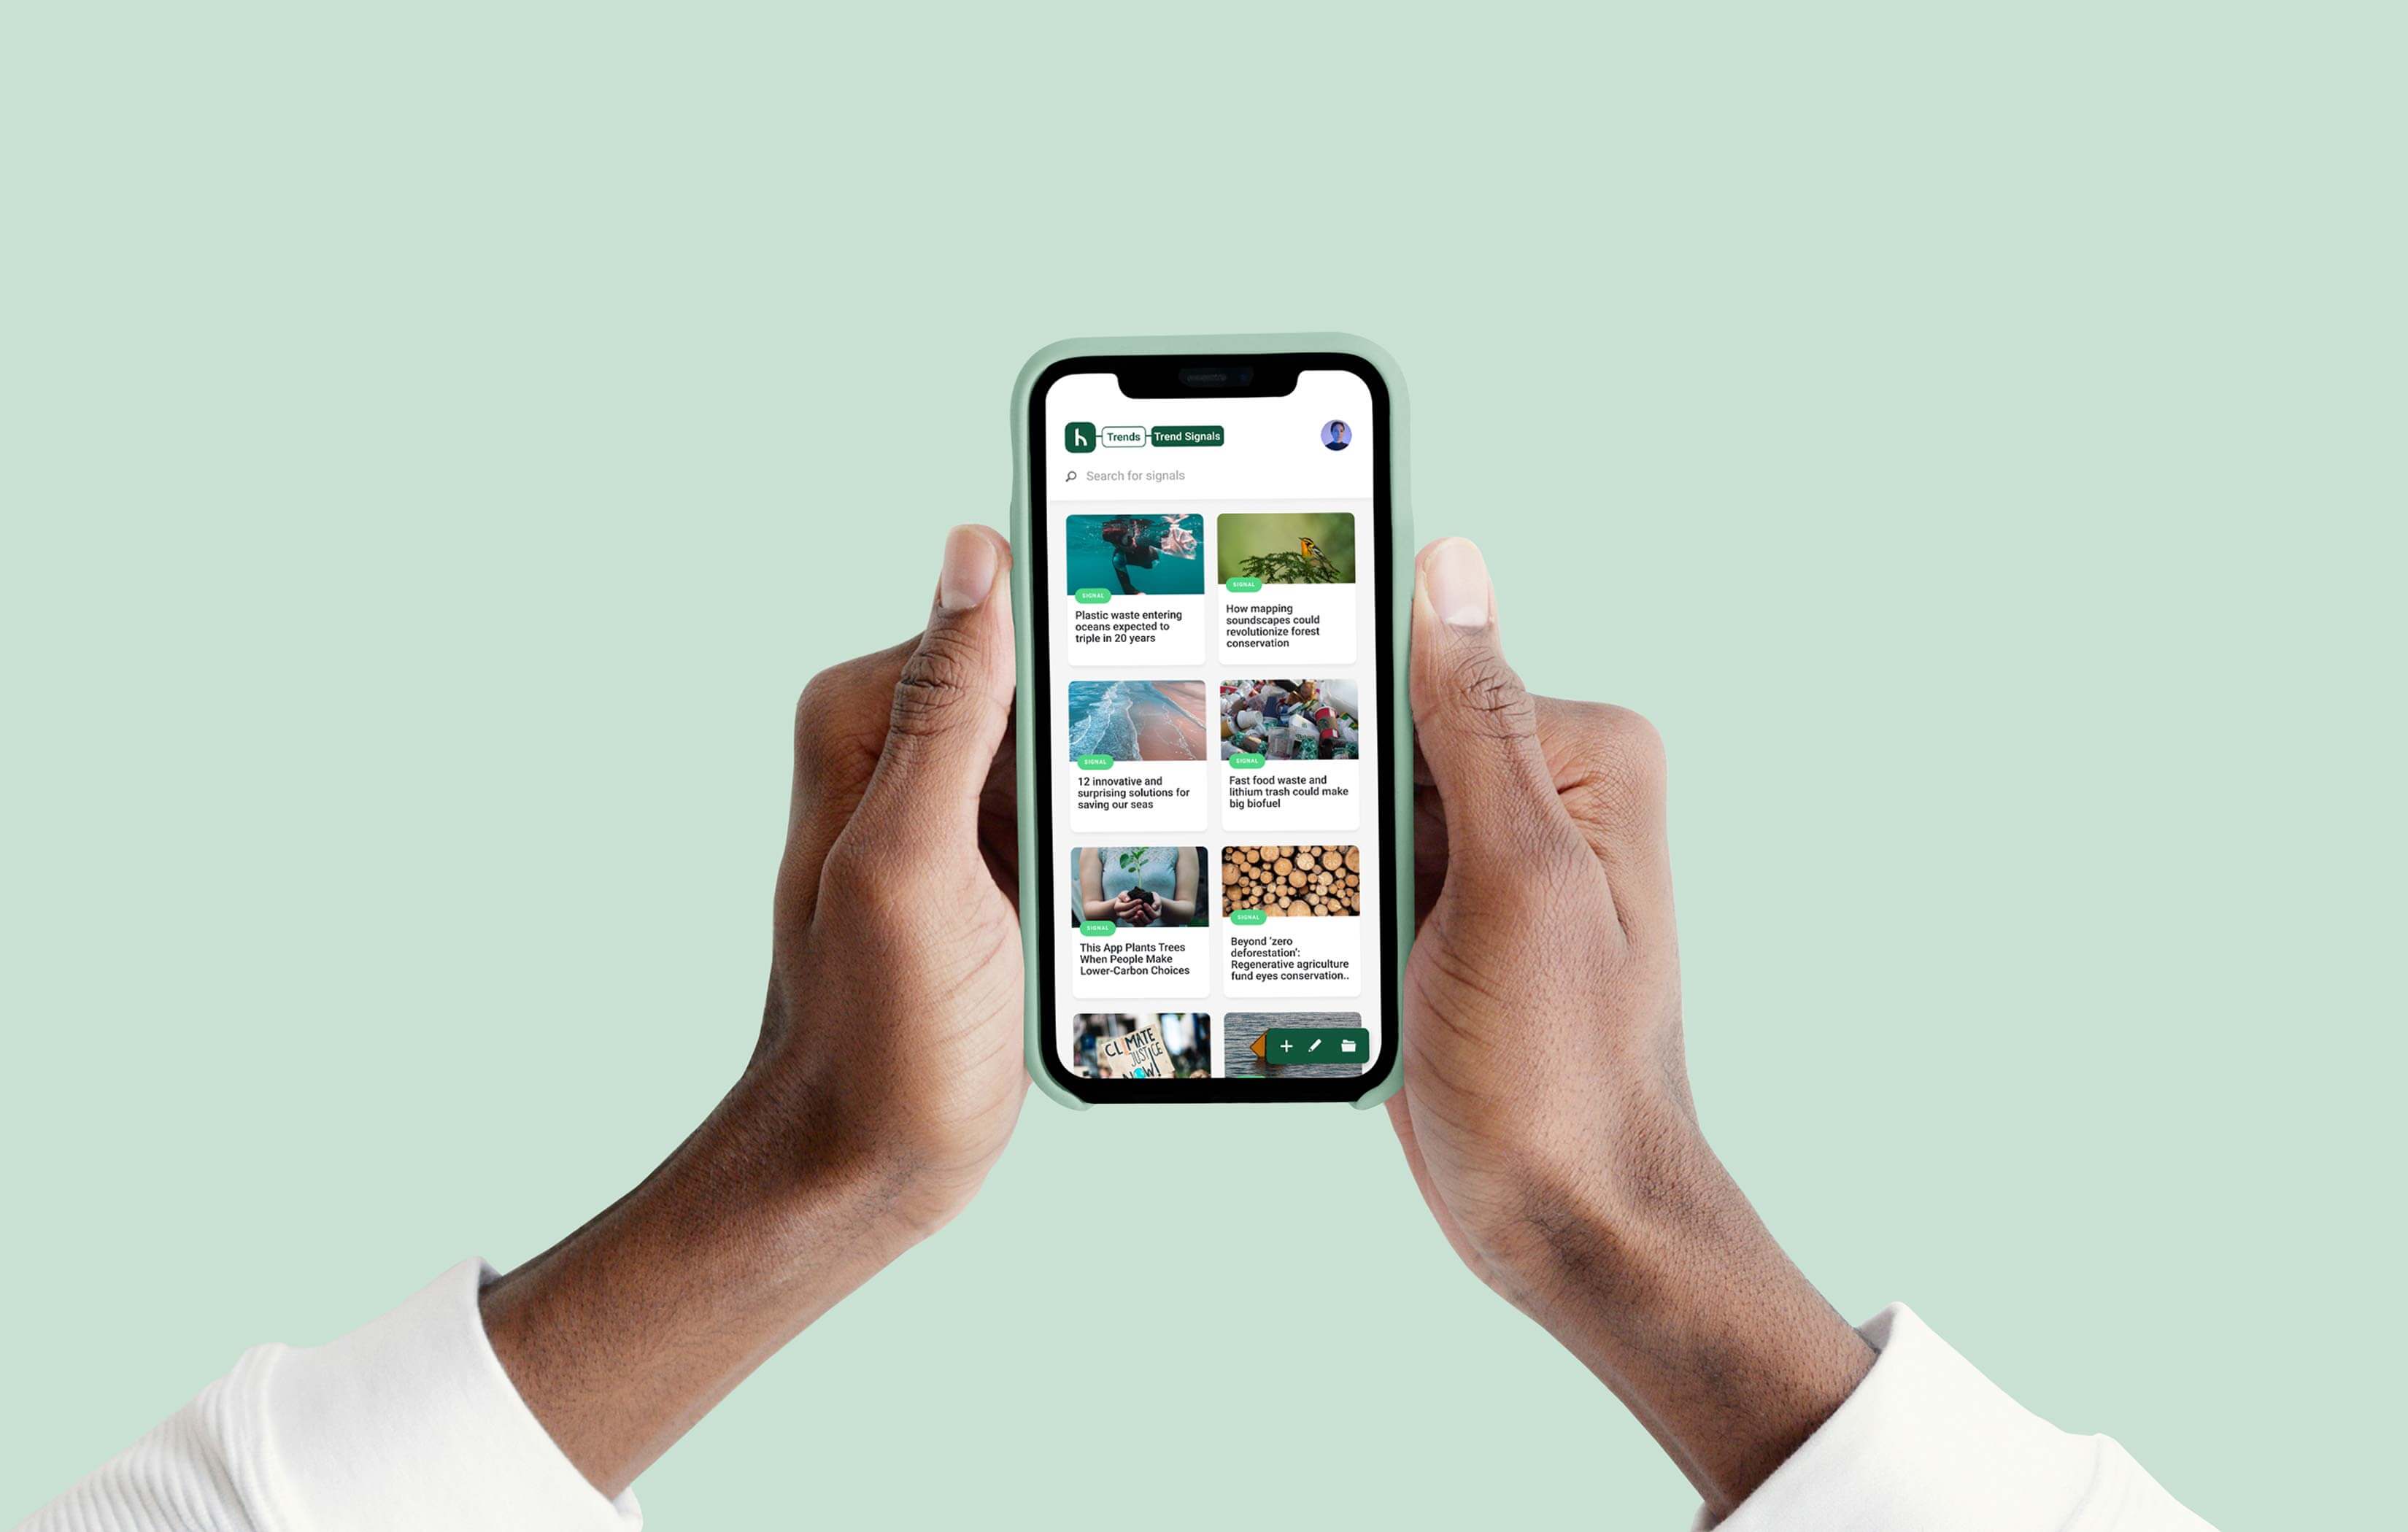 h Trends Trend Signals
Search for signals
SIGNAL
Plastic waste entering
oceans expected to
triple in 20 years
SIGNAL
How mapping
soundscapes could
revolutionize forest
conservation
SIGNAL
12 innovative and
surprising solutions for
saving our seas
SIGNAL
Fast food waste and
lithium trash could make
big biofuel
SIGNAL
This App Plants Trees
When People Make
Lower-Carbon Choices
SIGNAL
Beyond 'zero
deforestation':
Regenerative agriculture
fund eyes conservation..
CLIMATE
JUSTICE
NOW!